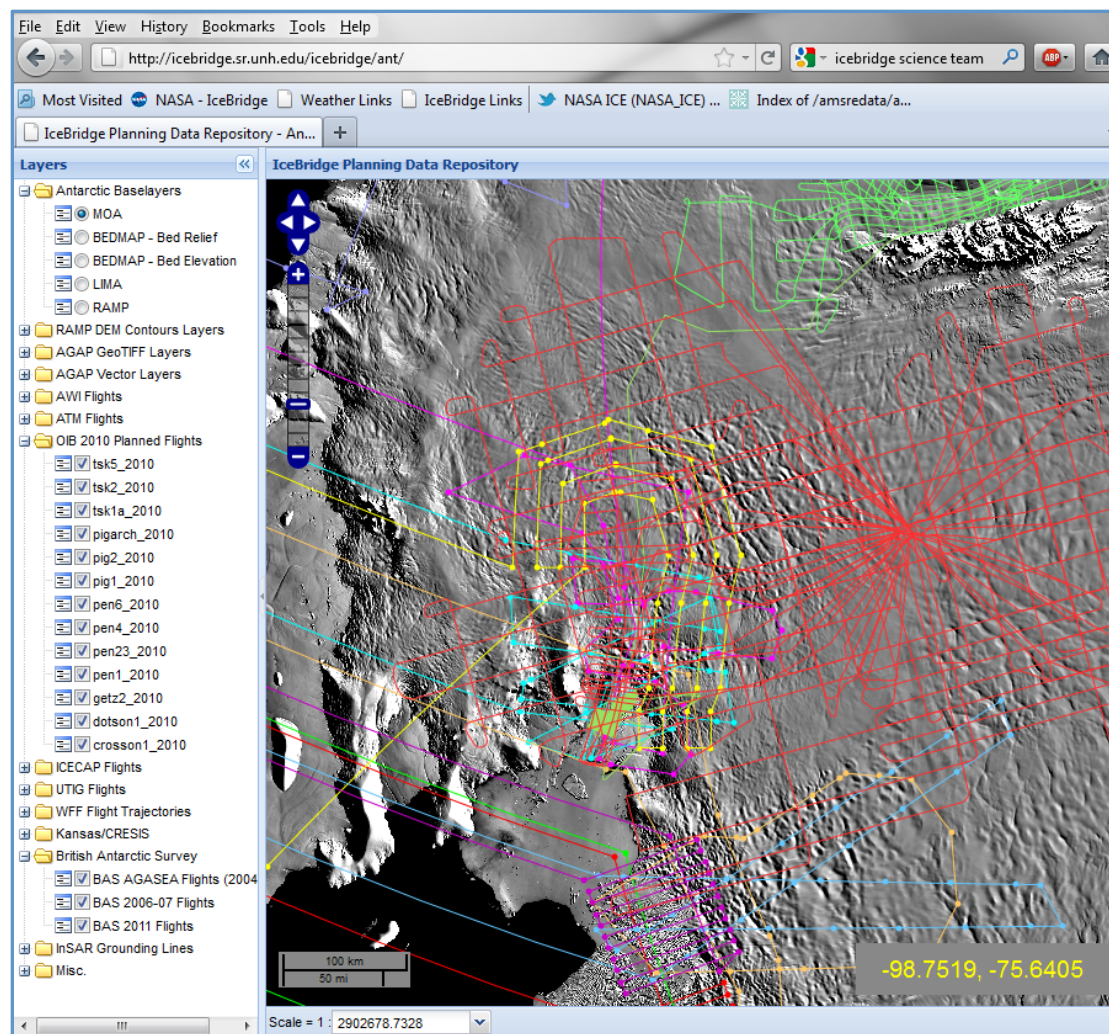 File Edit View History Bookmarks Tools Help
http://icebridge.sr.unh.edu/icebridge/ant/
icebridge science team
ABP
Most Visited NASA - IceBridge Weather Links IceBridge Links NASA ICE (NASA_ICE) ... Index of /amsredata/a...
IceBridge Planning Data Repository - An...
Layers
IceBridge Planning Data Repository
Antarctic Baselayers
MOA
BEDMAP - Bed Relief
BEDMAP - Bed Elevation
LIMA
RAMP
RAMP DEM Contours Layers
AGAP GeoTIFF Layers
AGAP Vector Layers
AWI Flights
ATM Flights
OIB 2010 Planned Flights
tsk5_2010
tsk2_2010
tsk1a_2010
pigarch_2010
pig2_2010
pig1_2010
pen6_2010
pen4_2010
pen23_2010
pen1_2010
getz2_2010
dotson1_2010
crosson1_2010
ICECAP Flights
UTIG Flights
WFF Flight Trajectories
Kansas/CRESIS
British Antarctic Survey
BAS AGASEA Flights (2004
BAS 2006-07 Flights
BAS 2011 Flights
InSAR Grounding Lines
Misc.
100 km
50 mi
-98.7519, -75.6405
Scale = 1 : 2902678.7328